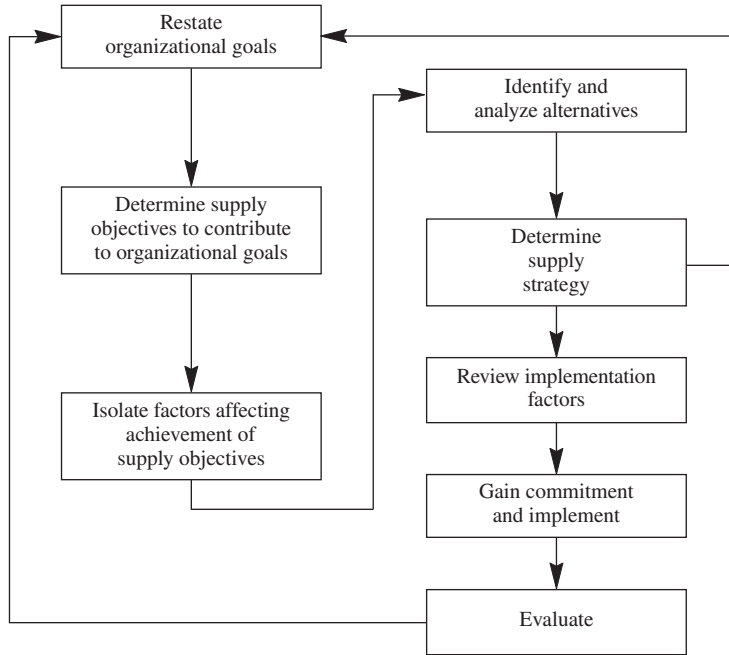 Restate
organizational goals
Determine supply
objectives to contribute
to organizational goals
Isolate factors affecting
achievement of
supply objectives
Identify and
analyze alternatives
Determine
supply
strategy
Review implementation
factors
Gain commitment
and implement
Evaluate